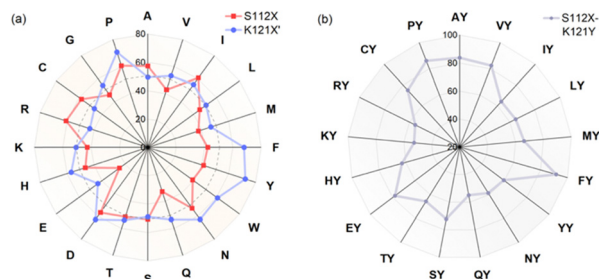 (a)
S112X
K121X'
80
60
40
20
0
A
V
I
L
M
F
Y
W
N
Q
S
T
D
E
H
K
R
C
G
P
(b)
S112X-
K121Y
100
80
60
40
20
AY
VY
IY
LY
MY
FY
YY
NY
QY
SY
TY
EY
HY
KY
RY
CY
PY